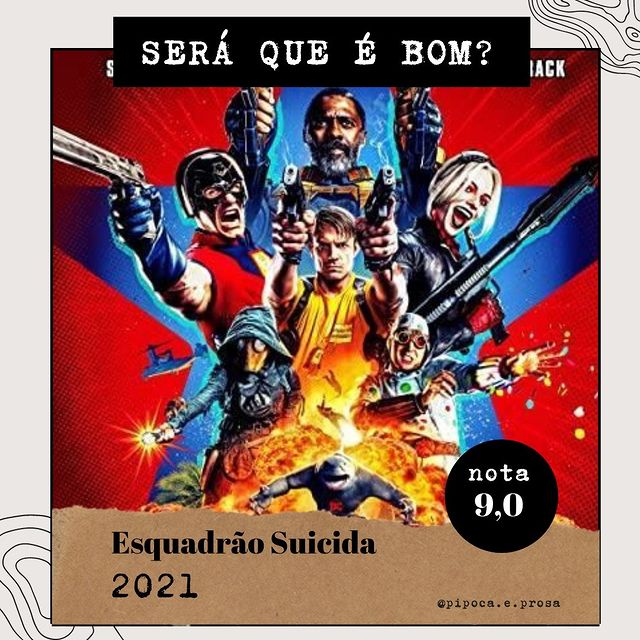 SERÁ QUE É BOM?
nota
9,0
Esquadrão Suicida
2021
@pipoca.e.prosa